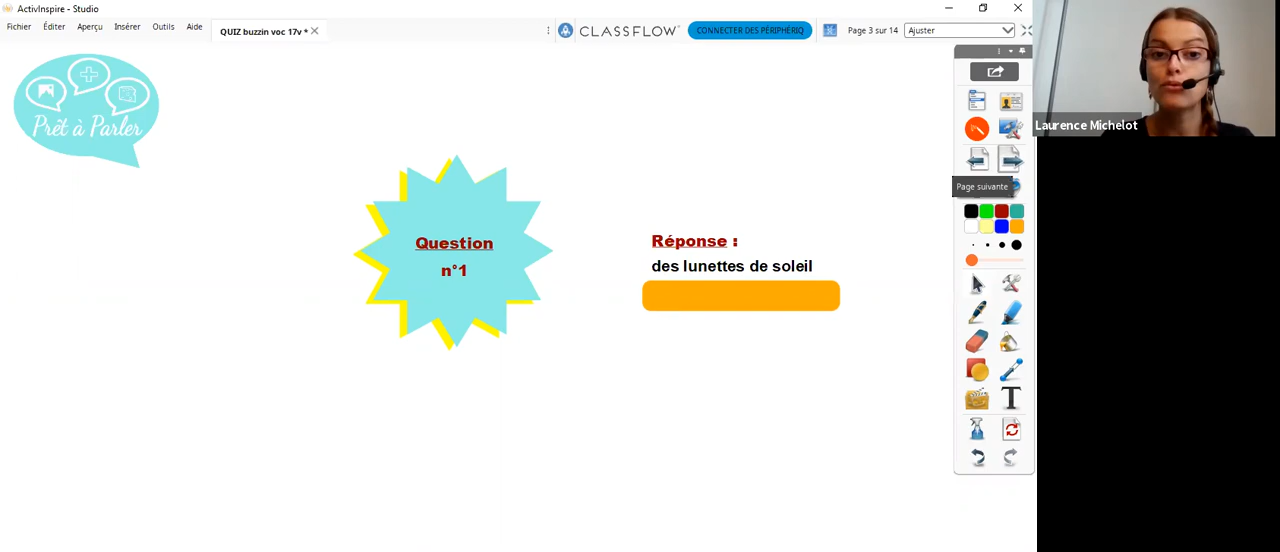 ActivInspire - Studio
Fichier Éditer Aperçu Insérer Outils Aide
QUIZ buzzin voc 17v *
CLASSFLOW
CONNECTER DES PÉRIPHÉRIQ
Page 3 sur 14
Ajuster
Prêt à Parler
Laurence Michelot
Page suivante
Question
n°1
Réponse :
des lunettes de soleil
T